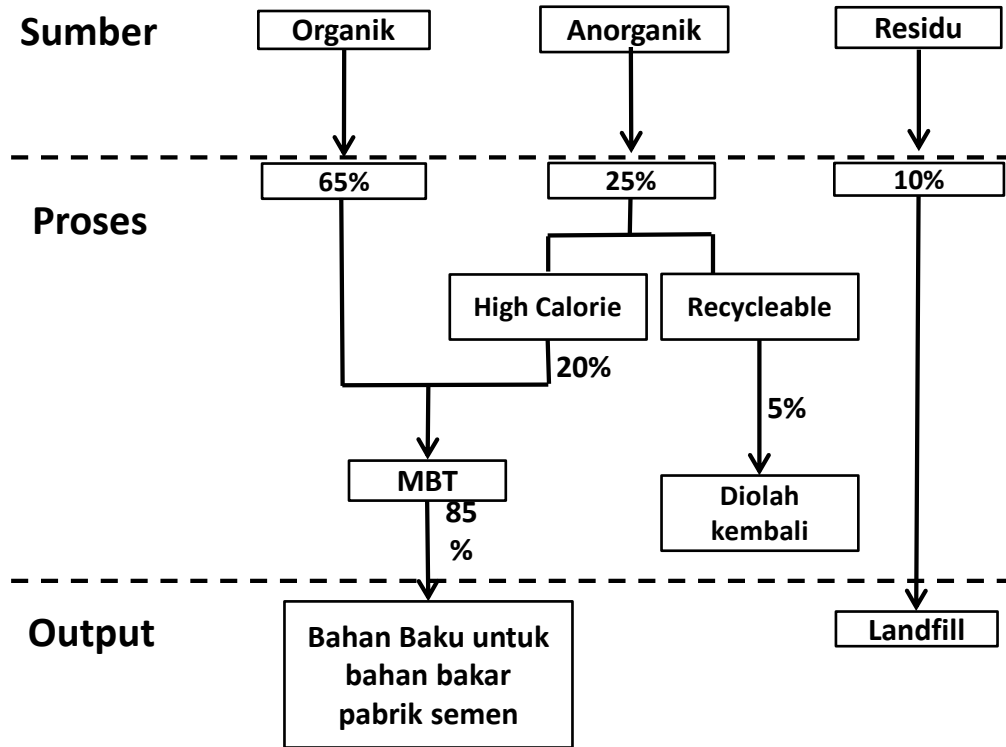 Sumber
Organik
Anorganik
Residu
65%
25%
10%
Proses
High Calorie
Recycleable
20%
5%
MBT
85
%
Diolah
kembali
Output
Bahan Baku untuk
bahan bakar
pabrik semen
Landfill